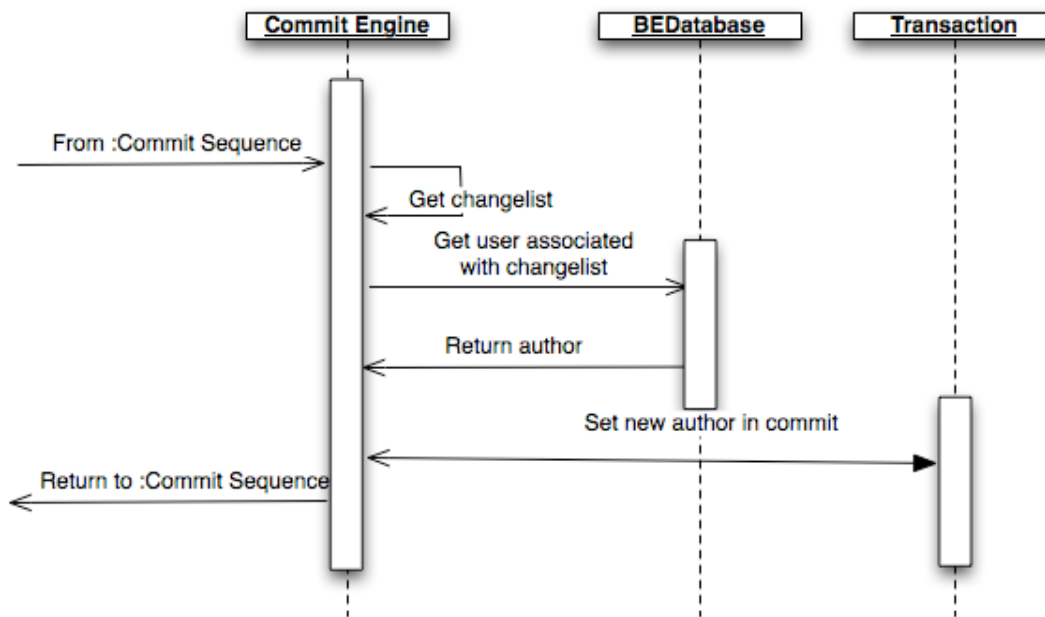 Commit Engine
BEDatabase
Transaction
From :Commit Sequence
Get changelist
Get user associated
with changelist
Return author
Set new author in commit
Return to :Commit Sequence